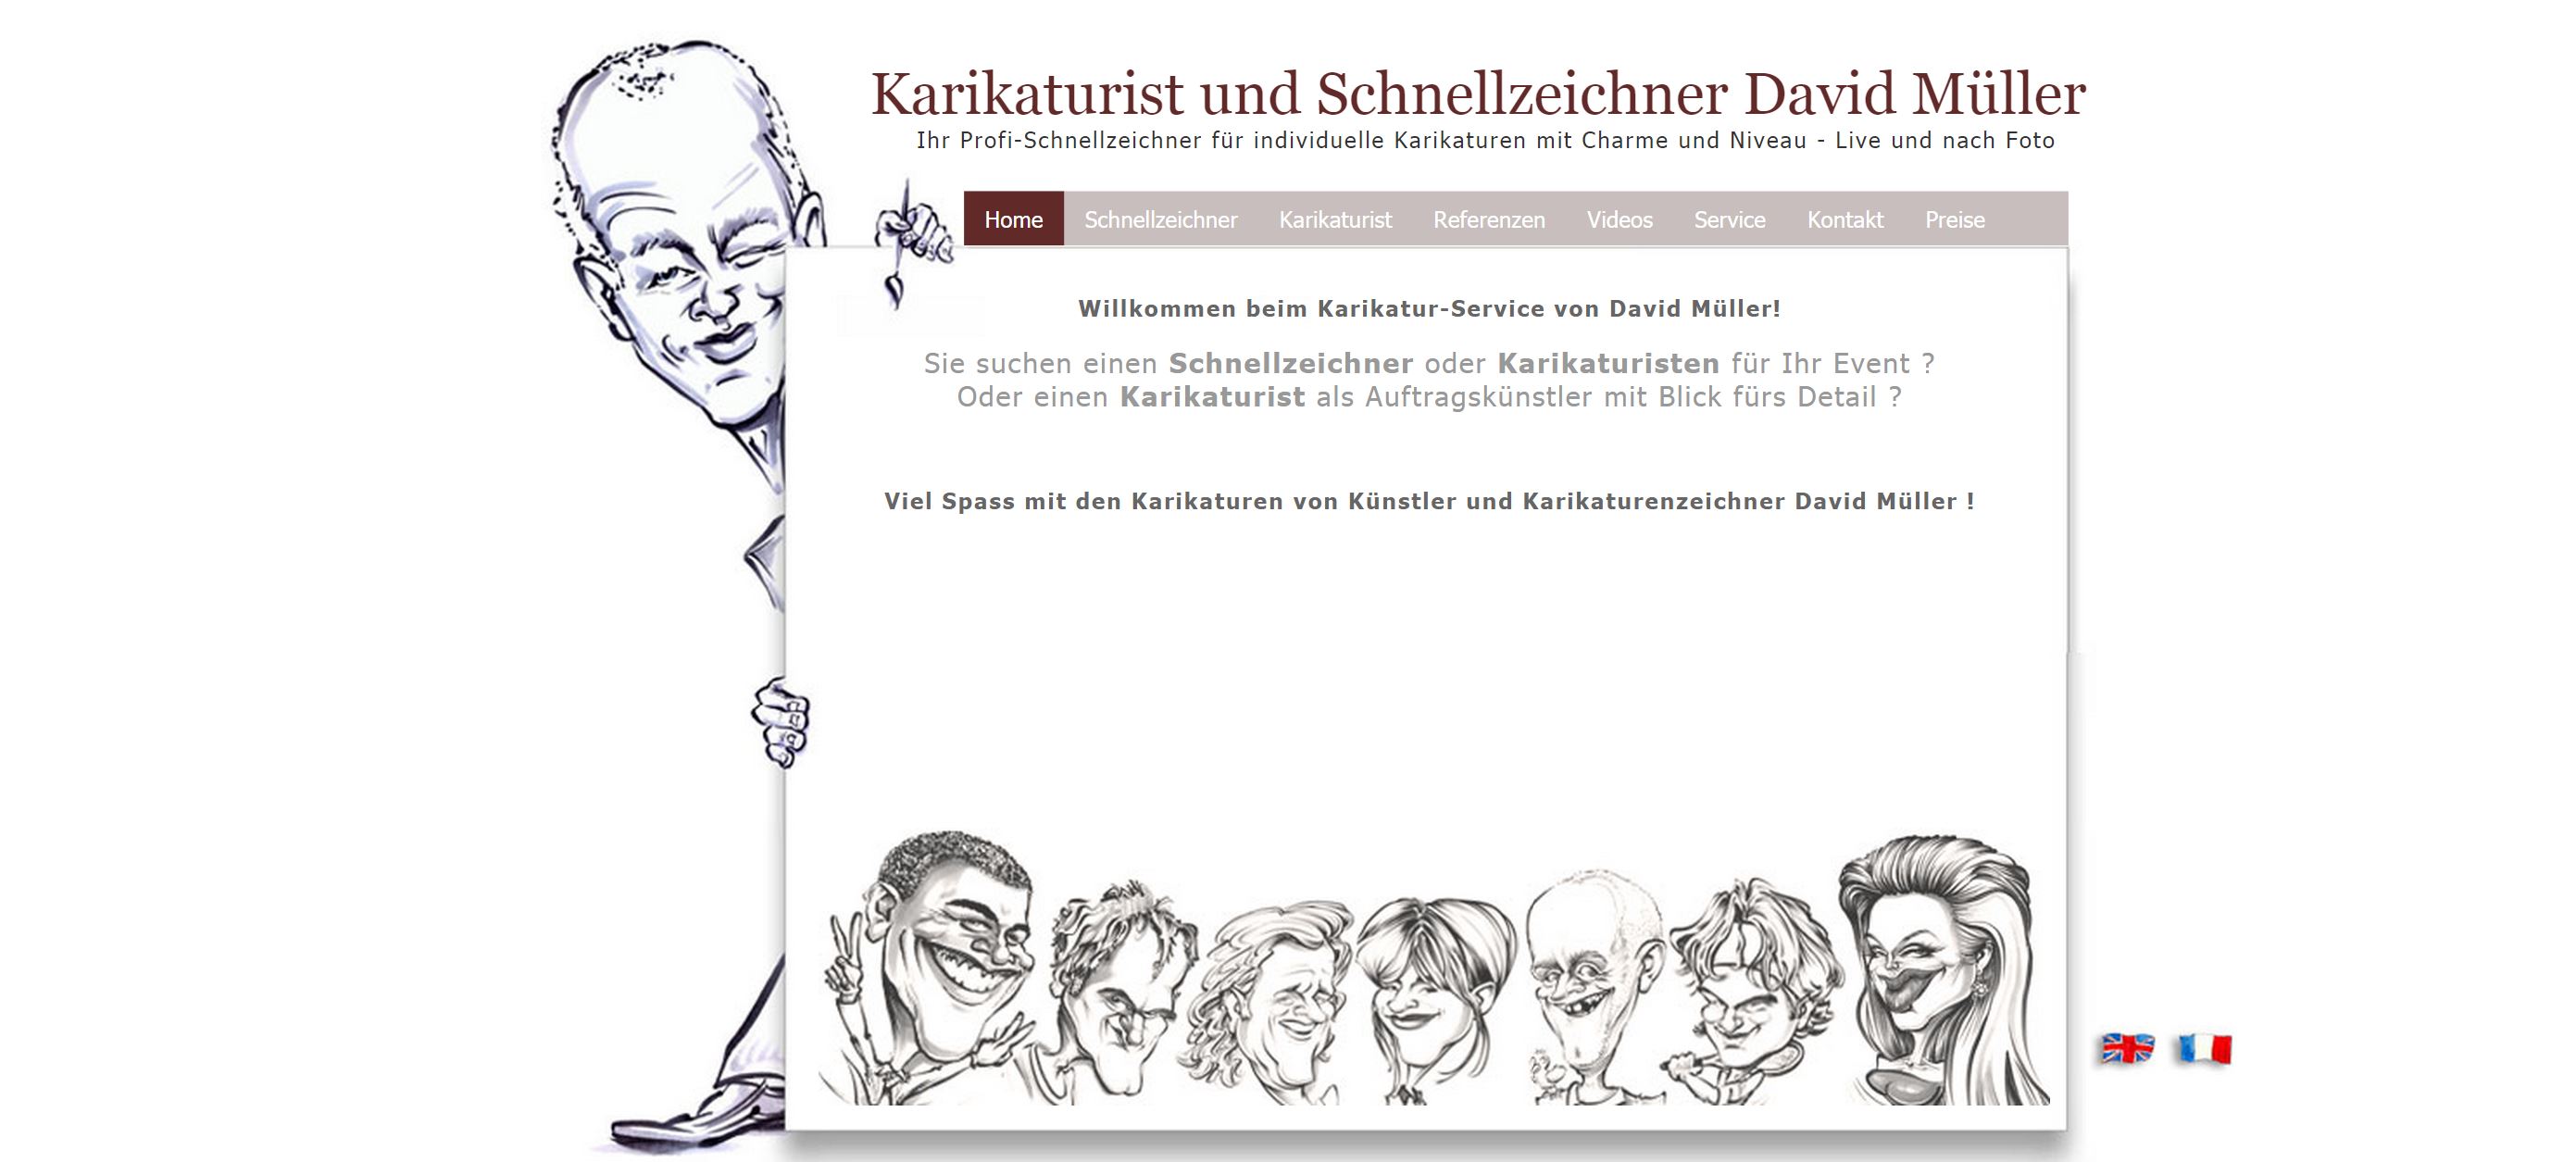 Karikaturist und Schnellzeichner David Müller
Ihr Profi-Schnellzeichner für individuelle Karikaturen mit Charme und Niveau - Live und nach Foto
Home Schnellzeichner Karikaturist Referenzen Videos Service Kontakt Preise
Willkommen beim Karikatur-Service von David Müller!
Sie suchen einen Schnellzeichner oder Karikaturisten für Ihr Event ?
Oder einen Karikaturist als Auftragskünstler mit Blick fürs Detail ?
Viel Spass mit den Karikaturen von Künstler und Karikaturenzeichner David Müller !